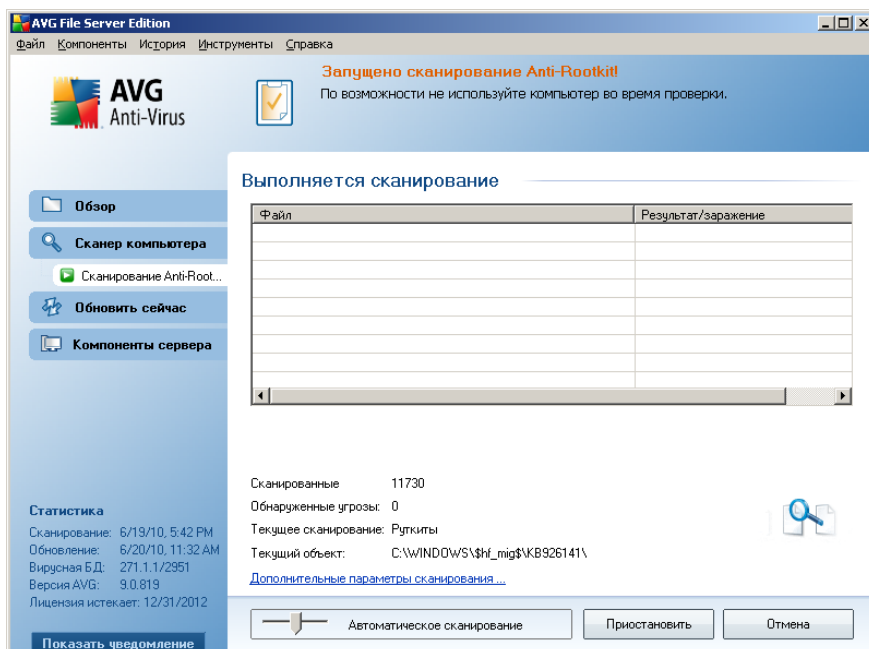 AVG File Server Edition
Файл Компоненты История Инструменты Справка
AVG
Anti-Virus
Запущено сканирование Anti-Rootkit!
По возможности не используйте компьютер во время проверки.
Обзор
Сканер компьютера
Сканирование Anti-Root...
Обновить сейчас
Компоненты сервера
Статистика
Сканирование: 6/19/10, 5:42 PM
Обновление: 6/20/10, 11:32 AM
Вирусная БД: 271.1.1/2951
Версия AVG: 9.0.819
Лицензия истекает: 12/31/2012
Показать уведомление
Выполняется сканирование
Файл Результат/заражение
Сканированные 11730
Обнаруженные угрозы: 0
Текущее сканирование: Руткиты
Текущий объект: C:\WINDOWS\$hf_mig$\KB926141\
Дополнительные параметры сканирования ...
Автоматическое сканирование Приостановить Отмена